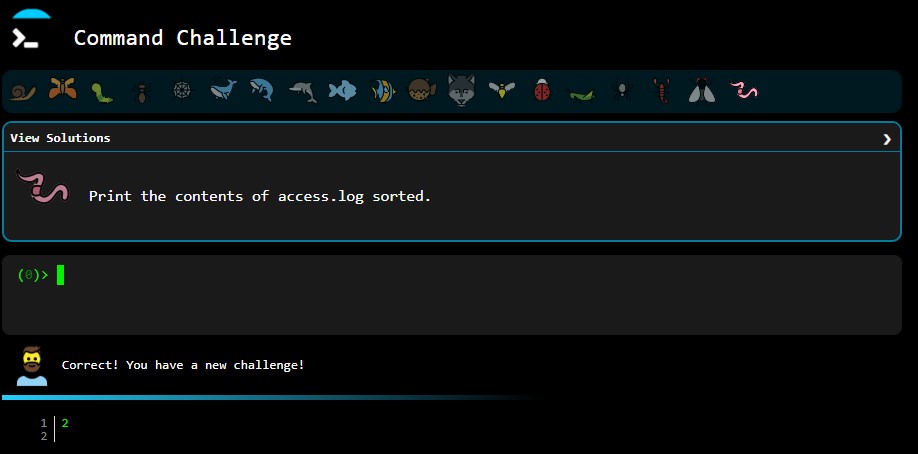 Command Challenge
View Solutions
Print the contents of access.log sorted.
(0)>
Correct! You have a new challenge!
1 2
2